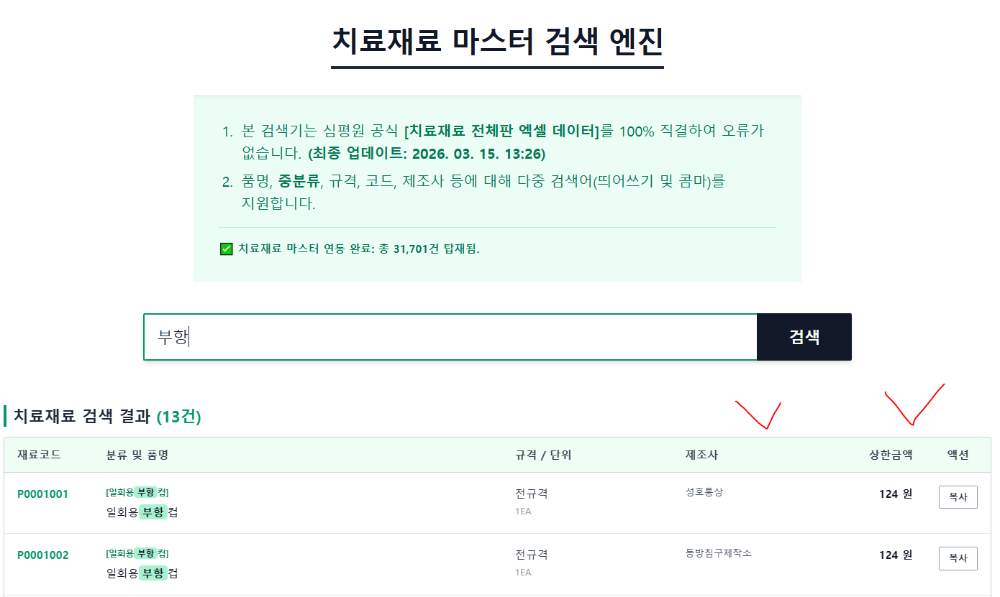 치료재료 마스터 검색 엔진
1. 본 검색기는 심평원 공식 [치료재료 전체판 엑셀 데이터]를 100% 직결하여 오류가
없습니다. (최종 업데이트: 2026. 03. 15. 13:26)
2. 품명, 중분류, 규격, 코드, 제조사 등에 대해 다중 검색어(띄어쓰기 및 콤마)를
지원합니다.
✅ 치료재료 마스터 연동 완료: 총 31,701건 탑재됨.
부항 검색
치료재료 검색 결과 (13건)
재료코드 분류 및 품명 규격 / 단위 제조사 상한금액 액션
P0001001 [일회용부항컵] 전규격 성호통상 124 원 복사
일회용부항컵 1EA
P0001002 [일회용부항컵] 전규격 동방침구제작소 124 원 복사
일회용부항컵 1EA